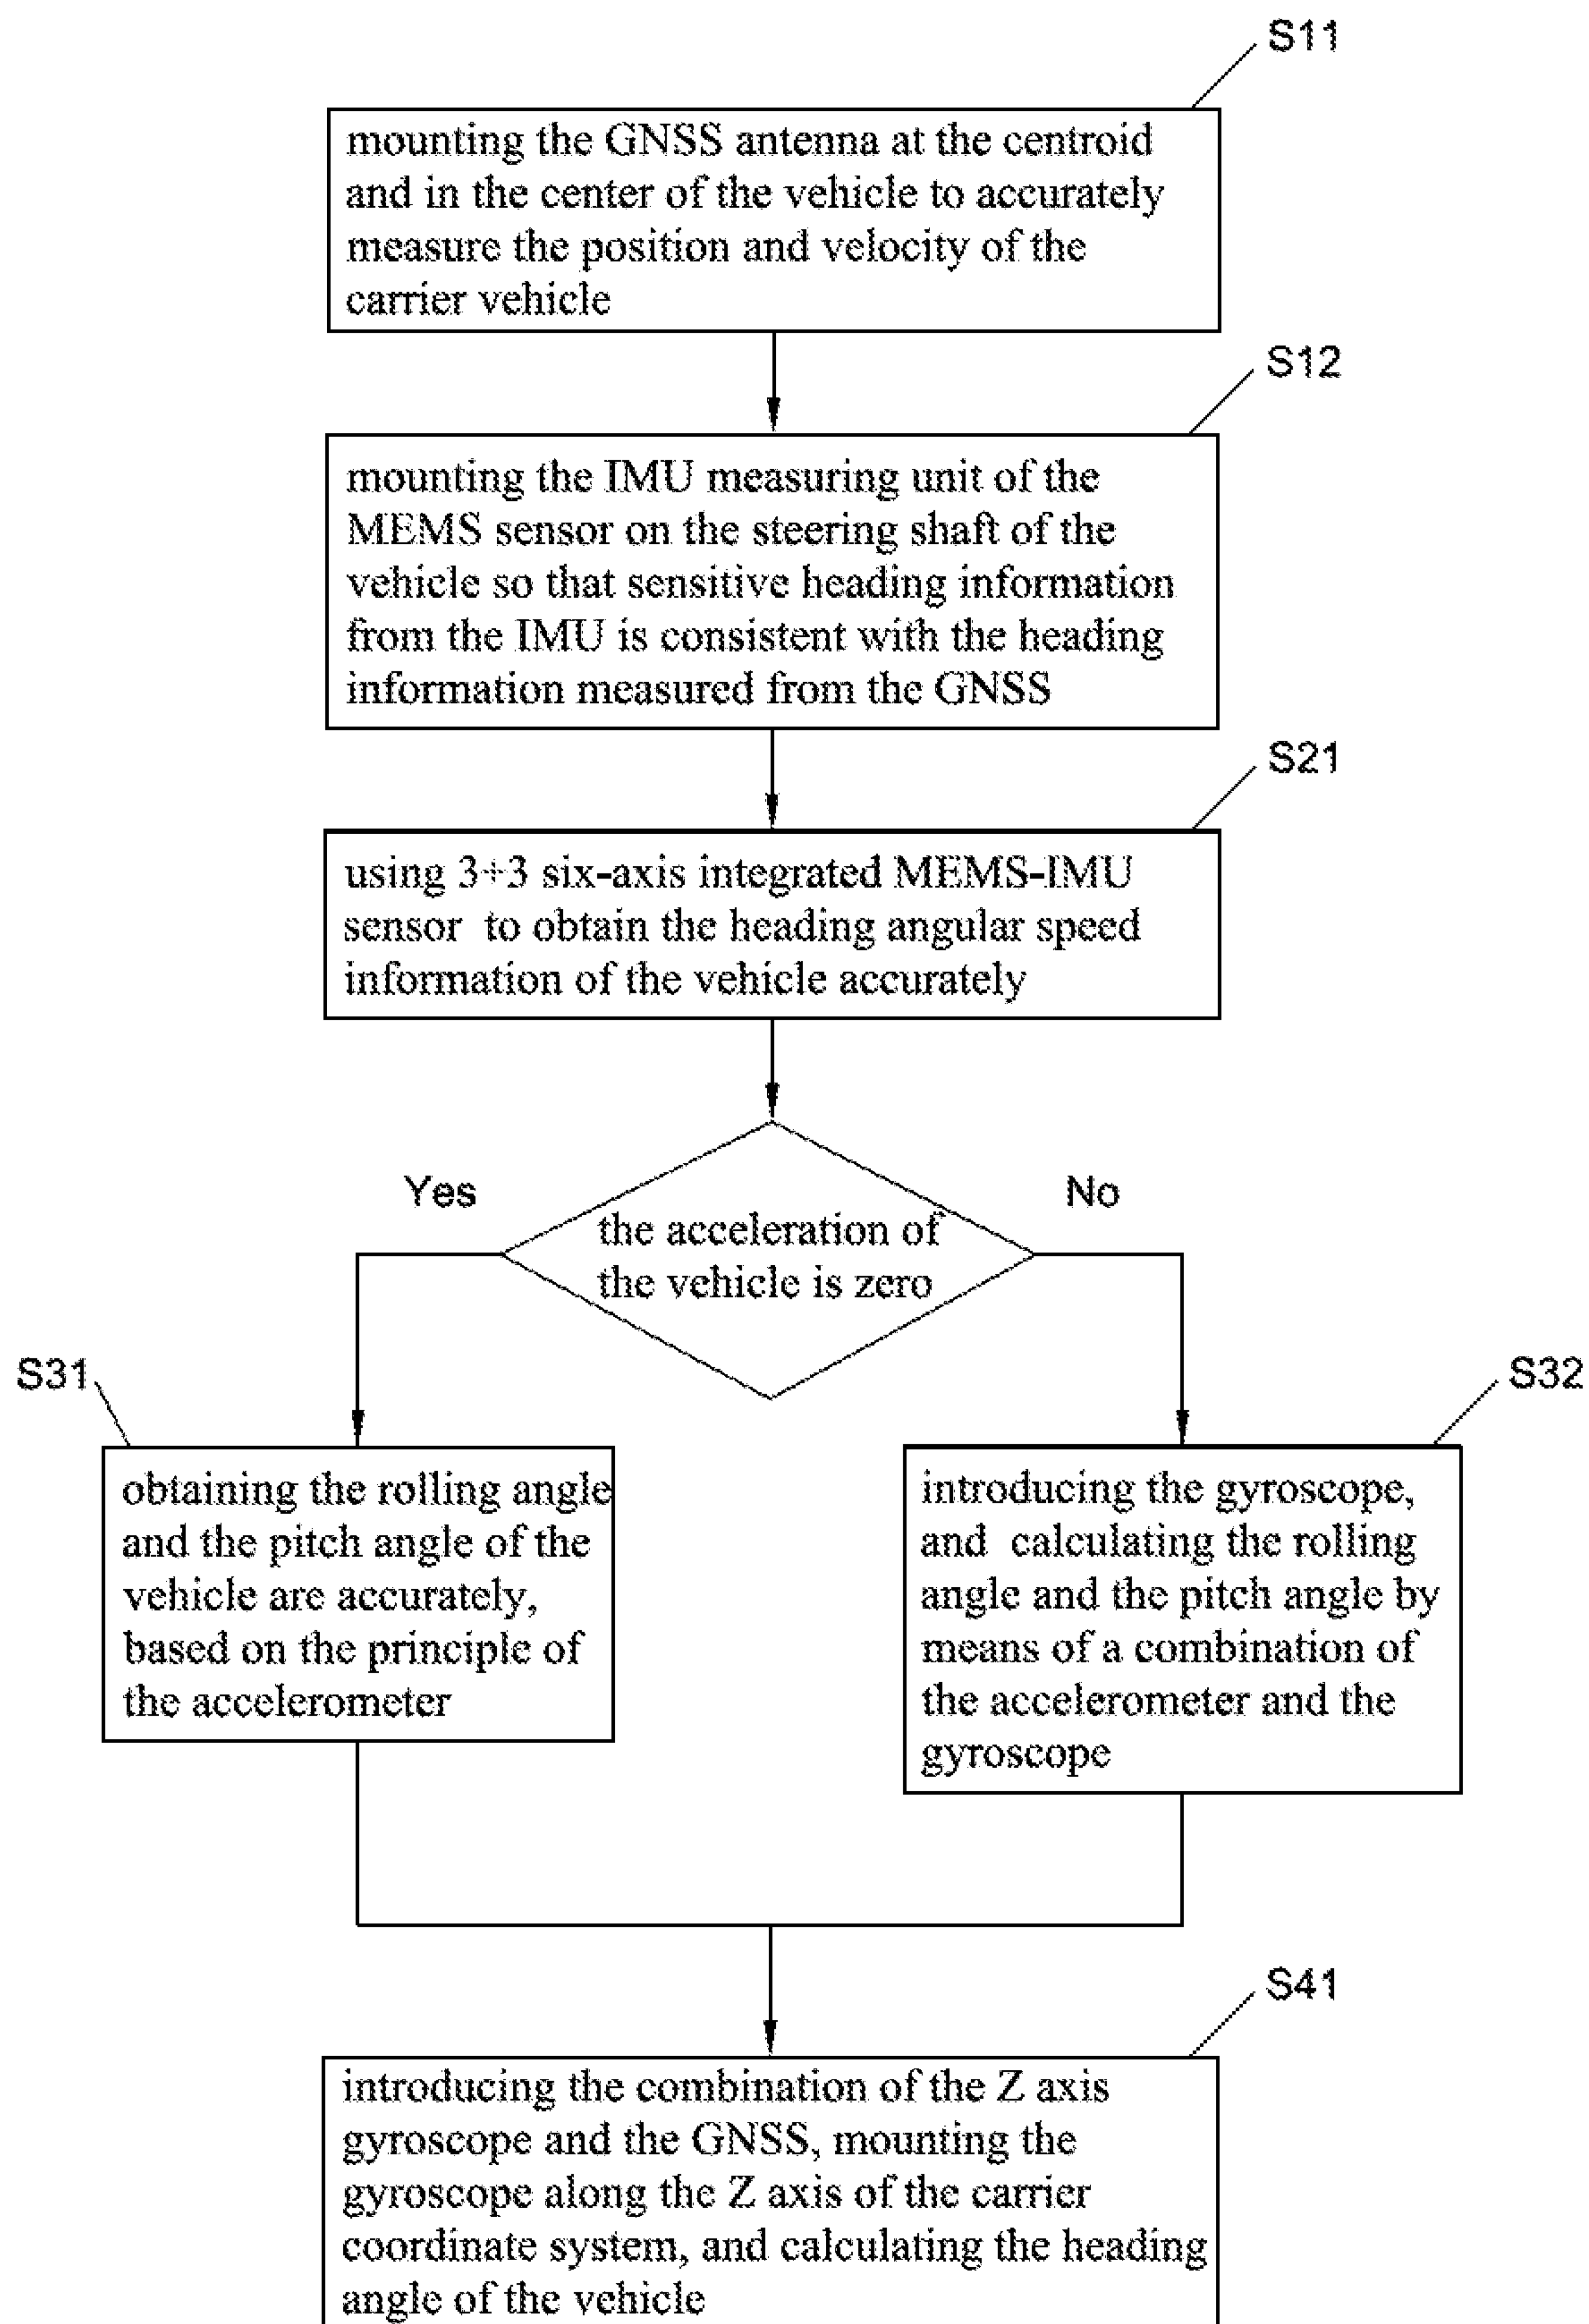 S11
mounting the GNSS antenna at the centroid
and in the center of the vehicle to accurately
measure the position and velocity of the
carrier vehicle
S12
mounting the IMU measuring unit of the
MEMS sensor on the steering shaft of the
vehicle so that sensitive heading information
from the IMU is consistent with the heading
information measured from the GNSS
S21
using 3+3 six-axis integrated MEMS-IMU
sensor to obtain the heading angular speed
information of the vehicle accurately
Yes
No
the acceleration of
the vehicle is zero
S31
obtaining the rolling angle
and the pitch angle of the
vehicle are accurately,
based on the principle of
the accelerometer
S32
introducing the gyroscope,
and calculating the rolling
angle and the pitch angle by
means of a combination of
the accelerometer and the
gyroscope
S41
introducing the combination of the Z axis
gyroscope and the GNSS, mounting the
gyroscope along the Z axis of the carrier
coordinate system, and calculating the heading
angle of the vehicle